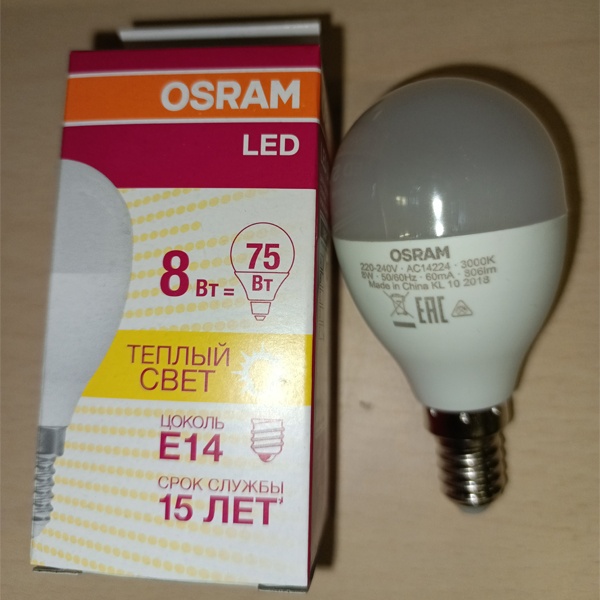 OSRAM
LED
8 Вт =
75
Вт
ТЕПЛЫЙ
СВЕТ
ЦОКОЛЬ
E14
СРОК СЛУЖБЫ
15 ЛЕТ
OSRAM
220-240V · AC14224 · 3000K
8W · 50/60Hz · 60mA · 806lm
Made in China KL 10 2018
EAC